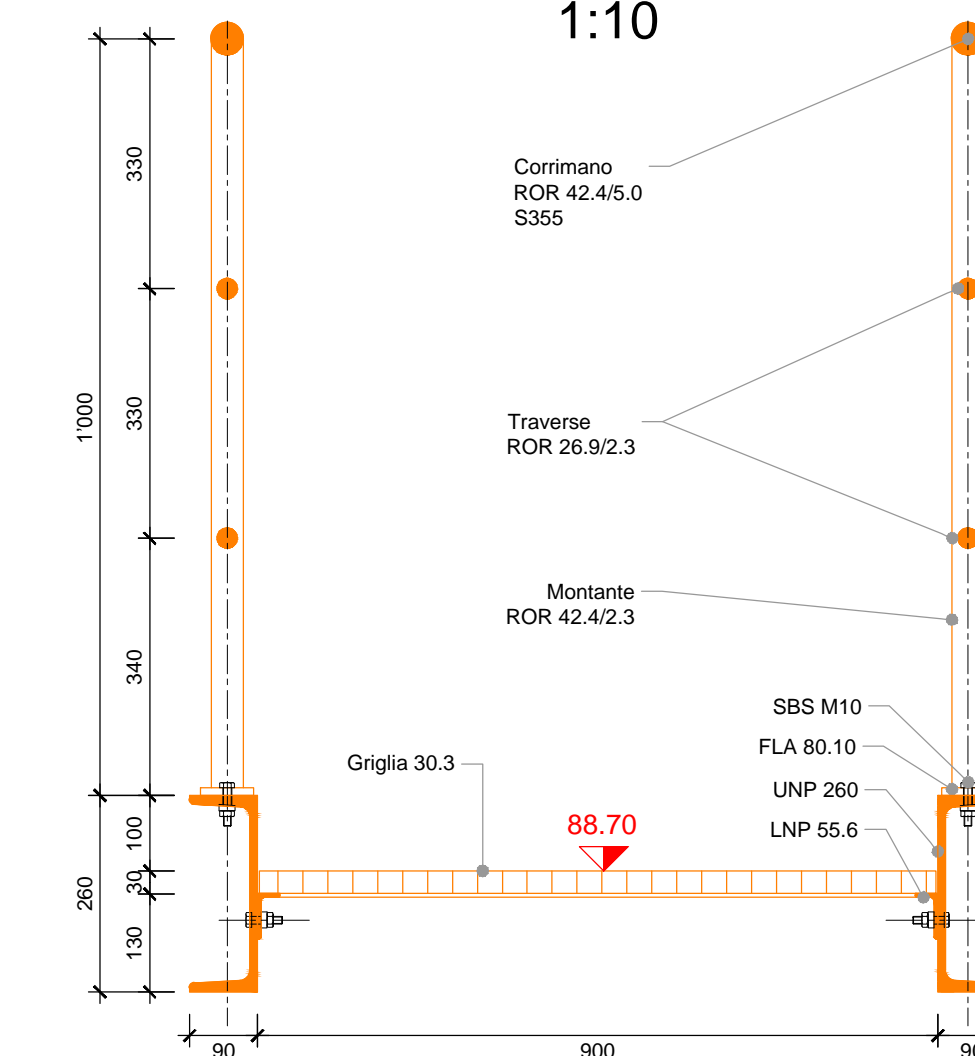 1:10
330
Corrimano
ROR 42.4/5.0
S355
1'000
330
Traverse
ROR 26.9/2.3
Montante
ROR 42.4/2.3
340
SBS M10
FLA 80.10
Griglia 30.3
UNP 260
88.70
LNP 55.6
100
30
260
130
90
900
90